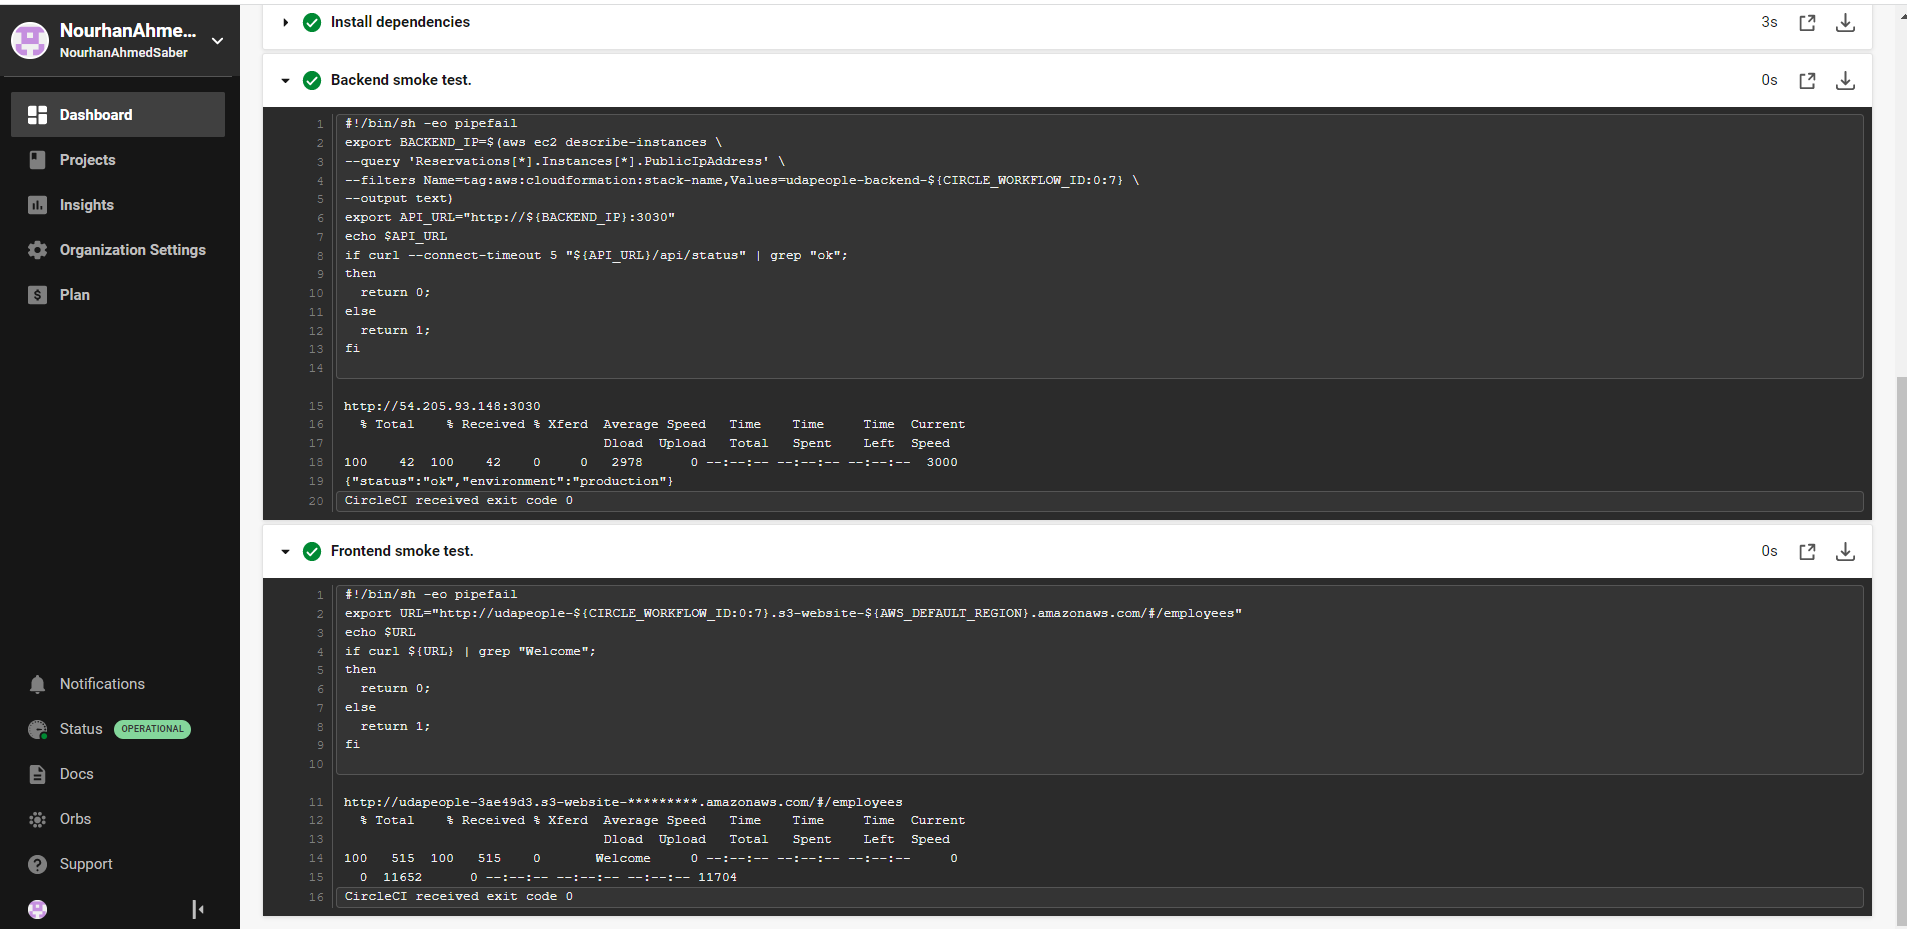 NourhanAhme...
NourhanAhmedSaber
Dashboard
Projects
Insights
Organization Settings
$ Plan
Notifications
Status OPERATIONAL
Docs
Orbs
? Support
Install dependencies 3s
Backend smoke test. 0s
1 #!/bin/sh -eo pipefail
2 export BACKEND_IP=$(aws ec2 describe-instances \
3 --query 'Reservations[*].Instances[*].PublicIpAddress' \
4 --filters Name=tag:aws:cloudformation:stack-name,Values=udapeople-backend-${CIRCLE_WORKFLOW_ID:0:7} \
5 --output text)
6 export API_URL="http://${BACKEND_IP}:3030"
7 echo $API_URL
8 if curl --connect-timeout 5 "${API_URL}/api/status" | grep "ok";
9 then
10   return 0;
11 else
12   return 1;
13 fi
14
15 http://54.205.93.148:3030
16   % Total    % Received % Xferd  Average Speed   Time    Time     Time  Current
17                                  Dload  Upload   Total   Spent    Left  Speed
18 100    42  100    42    0     0   2978      0 --:--:-- --:--:-- --:--:--  3000
19 {"status":"ok","environment":"production"}
20 CircleCI received exit code 0
Frontend smoke test. 0s
1 #!/bin/sh -eo pipefail
2 export URL="http://udapeople-${CIRCLE_WORKFLOW_ID:0:7}.s3-website-${AWS_DEFAULT_REGION}.amazonaws.com/#/employees"
3 echo $URL
4 if curl ${URL} | grep "Welcome";
5 then
6   return 0;
7 else
8   return 1;
9 fi
10
11 http://udapeople-3ae49d3.s3-website-*********.amazonaws.com/#/employees
12   % Total    % Received % Xferd  Average Speed   Time    Time     Time  Current
13                                  Dload  Upload   Total   Spent    Left  Speed
14 100   515  100   515    0       Welcome     0 --:--:-- --:--:-- --:--:--     0
15   0  11652      0 --:--:-- --:--:-- --:--:-- 11704
16 CircleCI received exit code 0